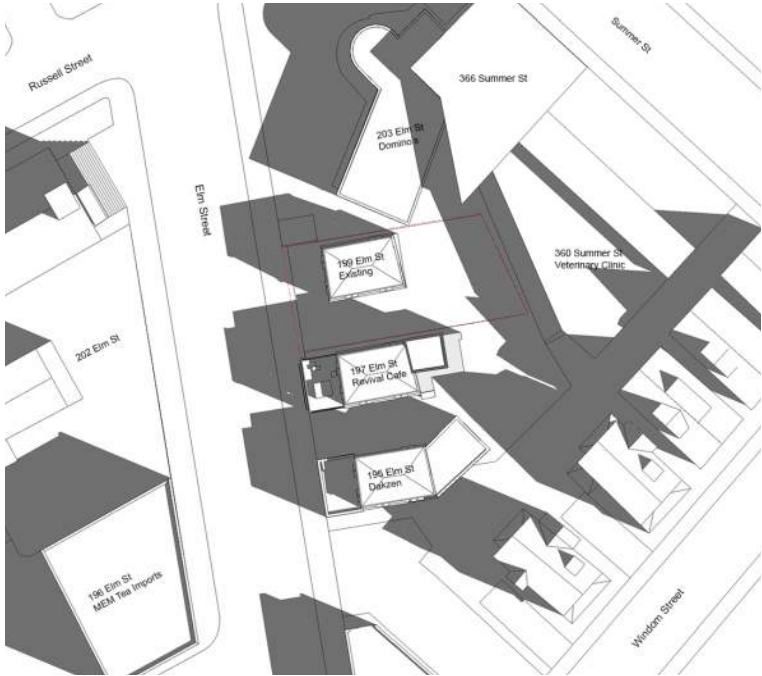 Summer St
Russell Street
366 Summer St
203 Elm St
Dominois
Elm Street
199 Elm St
Existing
360 Summer St
Veterinary Clinic
202 Elm St
197 Elm St
Revival Cafe
195 Elm St
Dakzen
196 Elm St
MEM Tea Imports
Windom Street